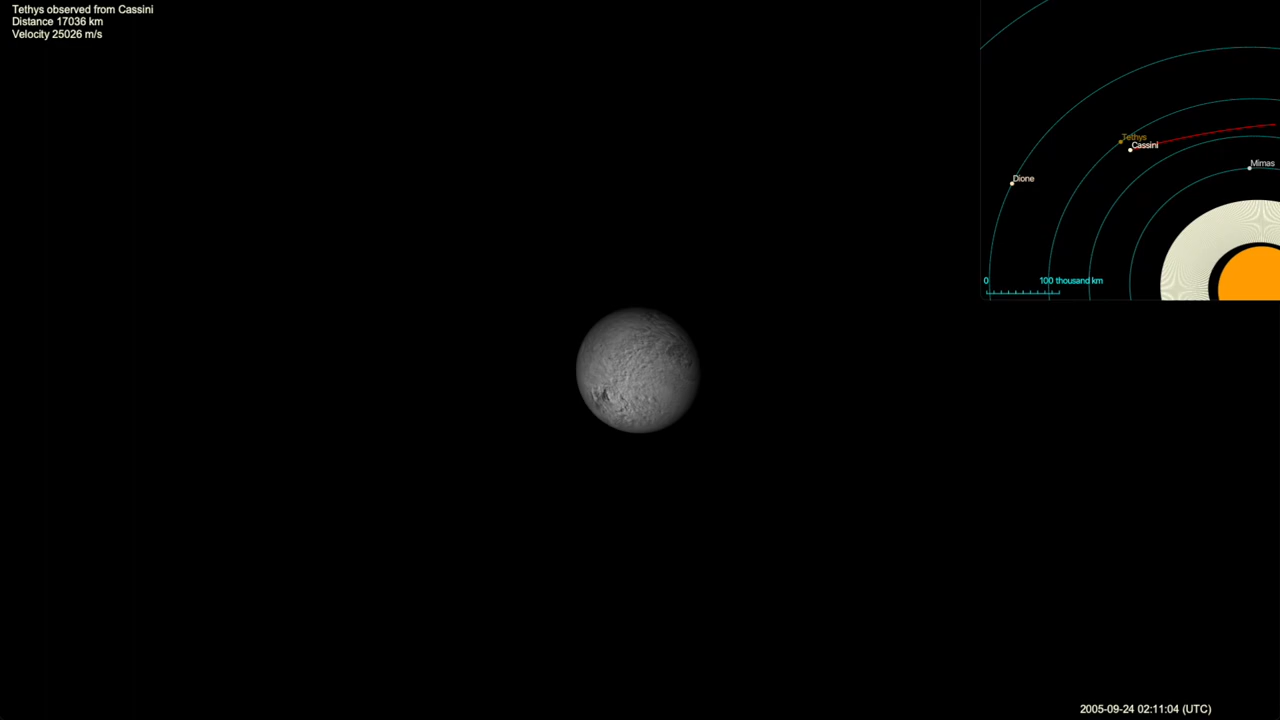 Tethys observed from Cassini
Distance 17036 km
Velocity 25026 m/s
Tethys
Cassini
Mimas
Dione
0
100 thousand km
2005-09-24 02:11:04 (UTC)